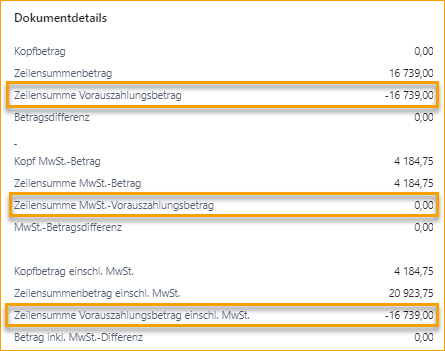 Dokumentdetails
Kopfbetrag 0,00
Zeilensummenbetrag 16 739,00
Zeilensumme Vorauszahlungsbetrag -16 739,00
Betragsdifferenz 0,00
-
Kopf MwSt.-Betrag 4 184,75
Zeilensumme MwSt.-Betrag 4 184,75
Zeilensumme MwSt.-Vorauszahlungsbetrag 0,00
MwSt.-Betragsdifferenz 0,00
Kopfbetrag einschl. MwSt. 4 184,75
Zeilensummenbetrag einschl. MwSt. 20 923,75
Zeilensumme Vorauszahlungsbetrag einschl. MwSt. -16 739,00
Betrag inkl. MwSt.-Differenz 0,00